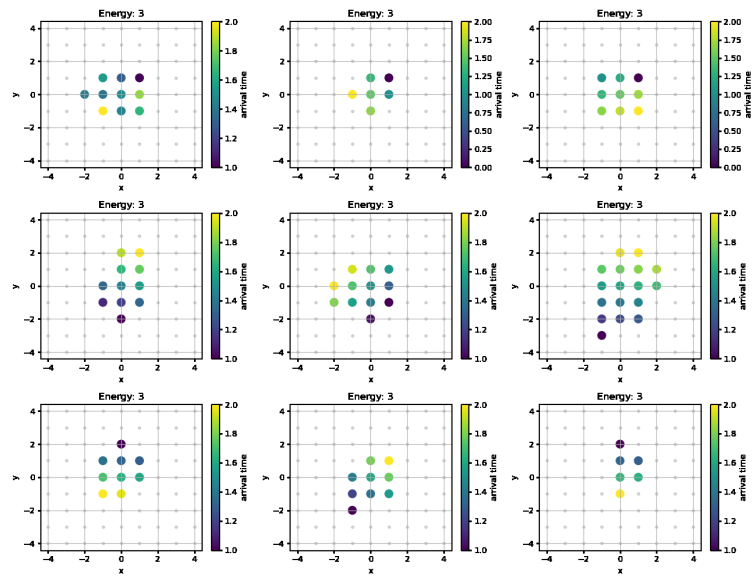 Energy: 3 Energy: 3 Energy: 3
4 2.0 4 2.00 4 2.00
1.75 1.75
2 1.8 2 1.50 2 1.50
y 0 1.6 arrival time y 0 1.25 arrival time y 0 1.25 arrival time
1.00 1.00
1.4 0.75 0.75
−2 1.2 −2 0.50 −2 0.50
0.25 0.25
−4 1.0 −4 0.00 −4 0.00
−4 −2 0 2 4 −4 −2 0 2 4 −4 −2 0 2 4
x x x
Energy: 3 Energy: 3 Energy: 3
4 2.0 4 2.0 4 2.0
2 1.8 2 1.8 2 1.8
y 0 1.6 arrival time y 0 1.6 arrival time y 0 1.6 arrival time
1.4 1.4 1.4
−2 1.2 −2 1.2 −2 1.2
−4 1.0 −4 1.0 −4 1.0
−4 −2 0 2 4 −4 −2 0 2 4 −4 −2 0 2 4
x x x
Energy: 3 Energy: 3 Energy: 3
4 2.0 4 2.0 4 2.0
2 1.8 2 1.8 2 1.8
y 0 1.6 arrival time y 0 1.6 arrival time y 0 1.6 arrival time
1.4 1.4 1.4
−2 1.2 −2 1.2 −2 1.2
−4 1.0 −4 1.0 −4 1.0
−4 −2 0 2 4 −4 −2 0 2 4 −4 −2 0 2 4
x x x